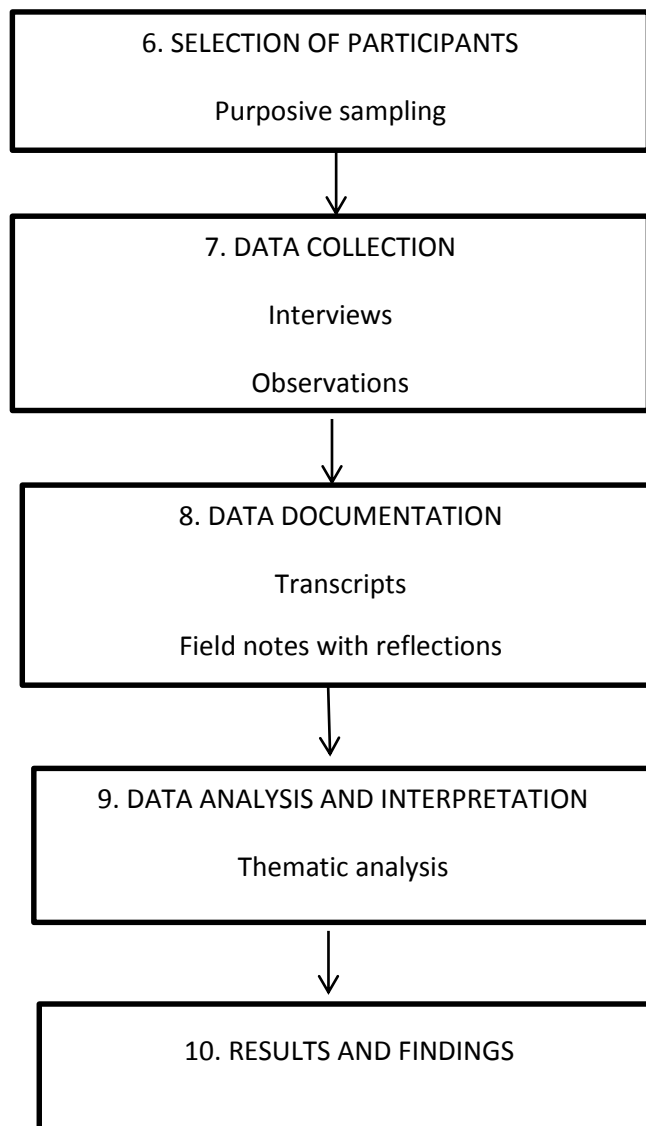 6. SELECTION OF PARTICIPANTS
Purposive sampling
7. DATA COLLECTION
Interviews
Observations
8. DATA DOCUMENTATION
Transcripts
Field notes with reflections
9. DATA ANALYSIS AND INTERPRETATION
Thematic analysis
10. RESULTS AND FINDINGS